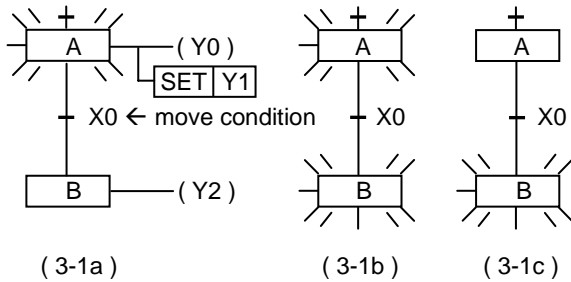 A ( Y0 ) A A
SET Y1
X0 ← move condition X0 X0
B ( Y2 ) B B
( 3-1a ) ( 3-1b ) ( 3-1c )